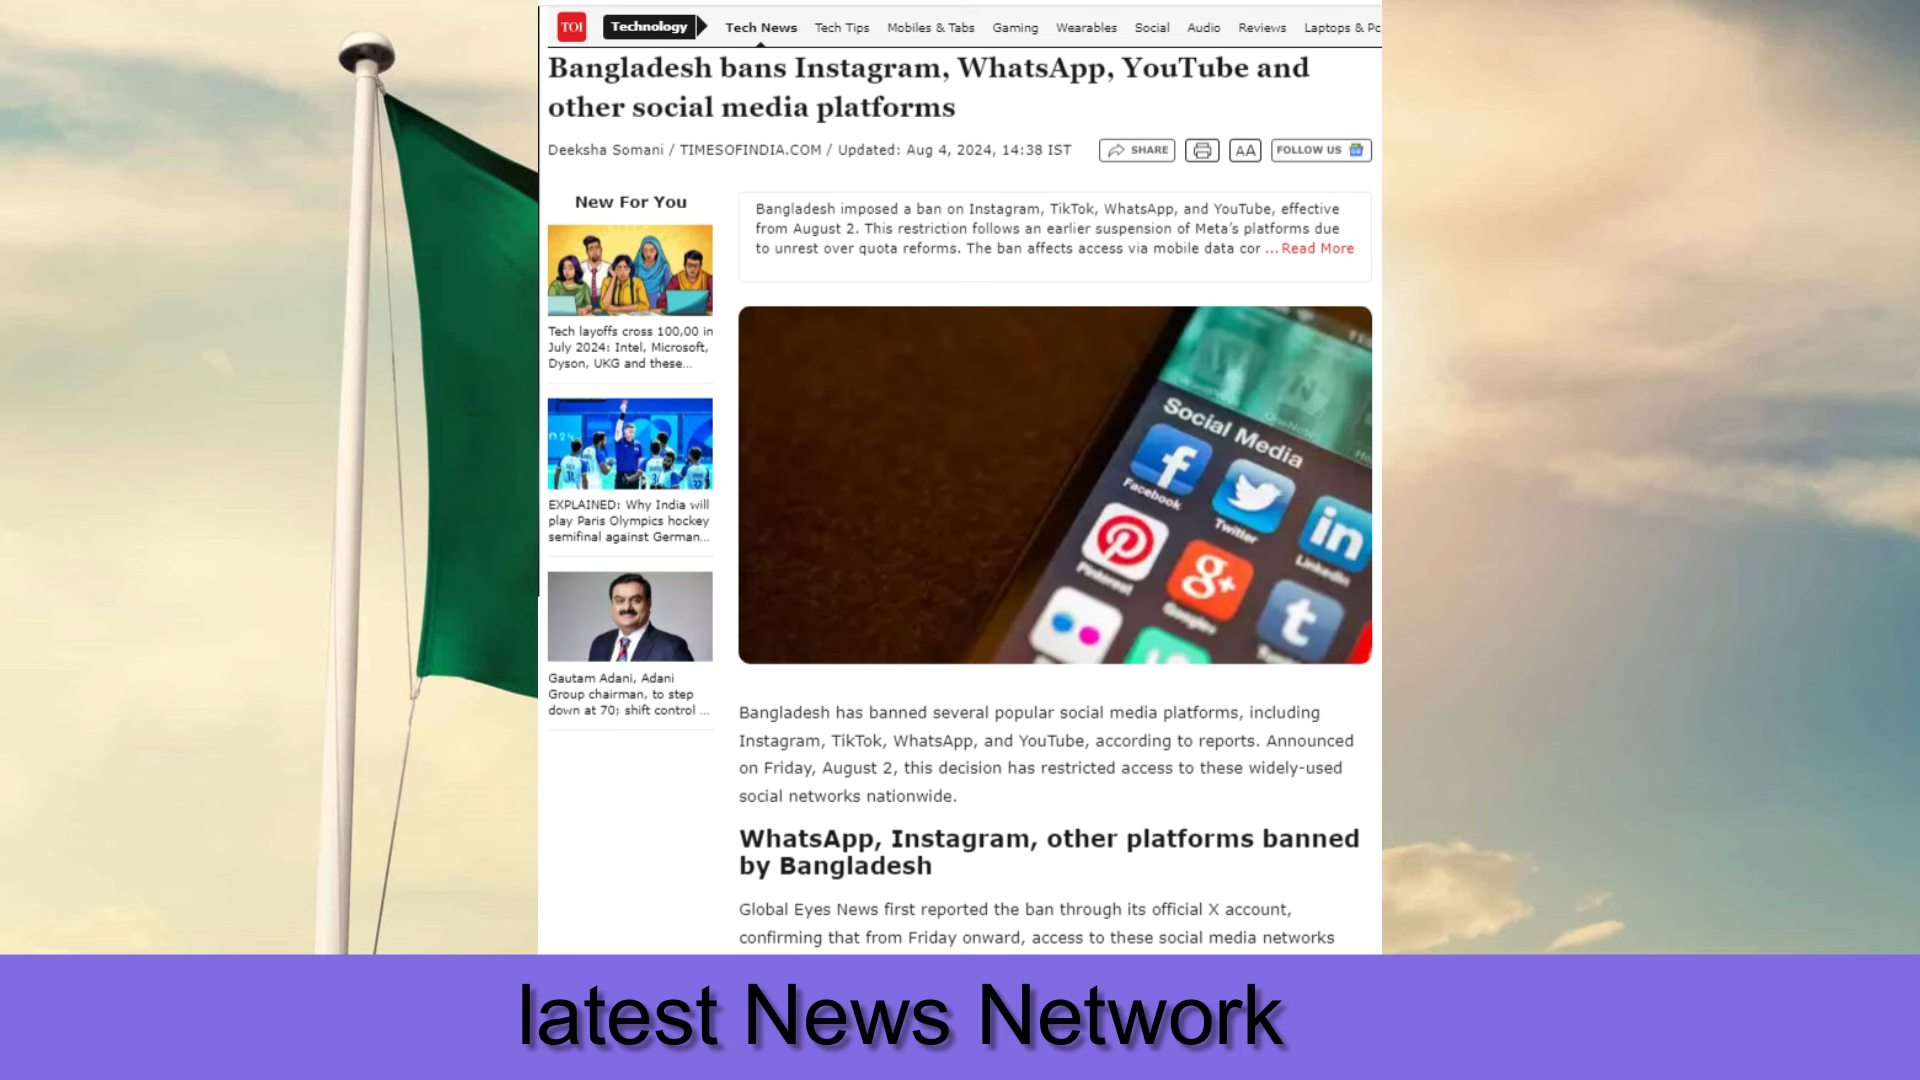 TOI Technology Tech News Tech Tips Mobiles & Tabs Gaming Wearables Social Audio Reviews Laptops & Pc
Bangladesh bans Instagram, WhatsApp, YouTube and
other social media platforms
Deeksha Somani / TIMESOFINDIA.COM / Updated: Aug 4, 2024, 14:38 IST SHARE AA FOLLOW US
New For You
Tech layoffs cross 100,00 in
July 2024: Intel, Microsoft,
Dyson, UKG and these...
EXPLAINED: Why India will
play Paris Olympics hockey
semifinal against German...
Gautam Adani, Adani
Group chairman, to step
down at 70; shift control ...
Bangladesh imposed a ban on Instagram, TikTok, WhatsApp, and YouTube, effective
from August 2. This restriction follows an earlier suspension of Meta’s platforms due
to unrest over quota reforms. The ban affects access via mobile data cor ... Read More
OneNote
Social Media
Facebook
Twitter
LinkedIn
Pinterest
Google+
Bangladesh has banned several popular social media platforms, including
Instagram, TikTok, WhatsApp, and YouTube, according to reports. Announced
on Friday, August 2, this decision has restricted access to these widely-used
social networks nationwide.
WhatsApp, Instagram, other platforms banned
by Bangladesh
Global Eyes News first reported the ban through its official X account,
confirming that from Friday onward, access to these social media networks
latest News Network